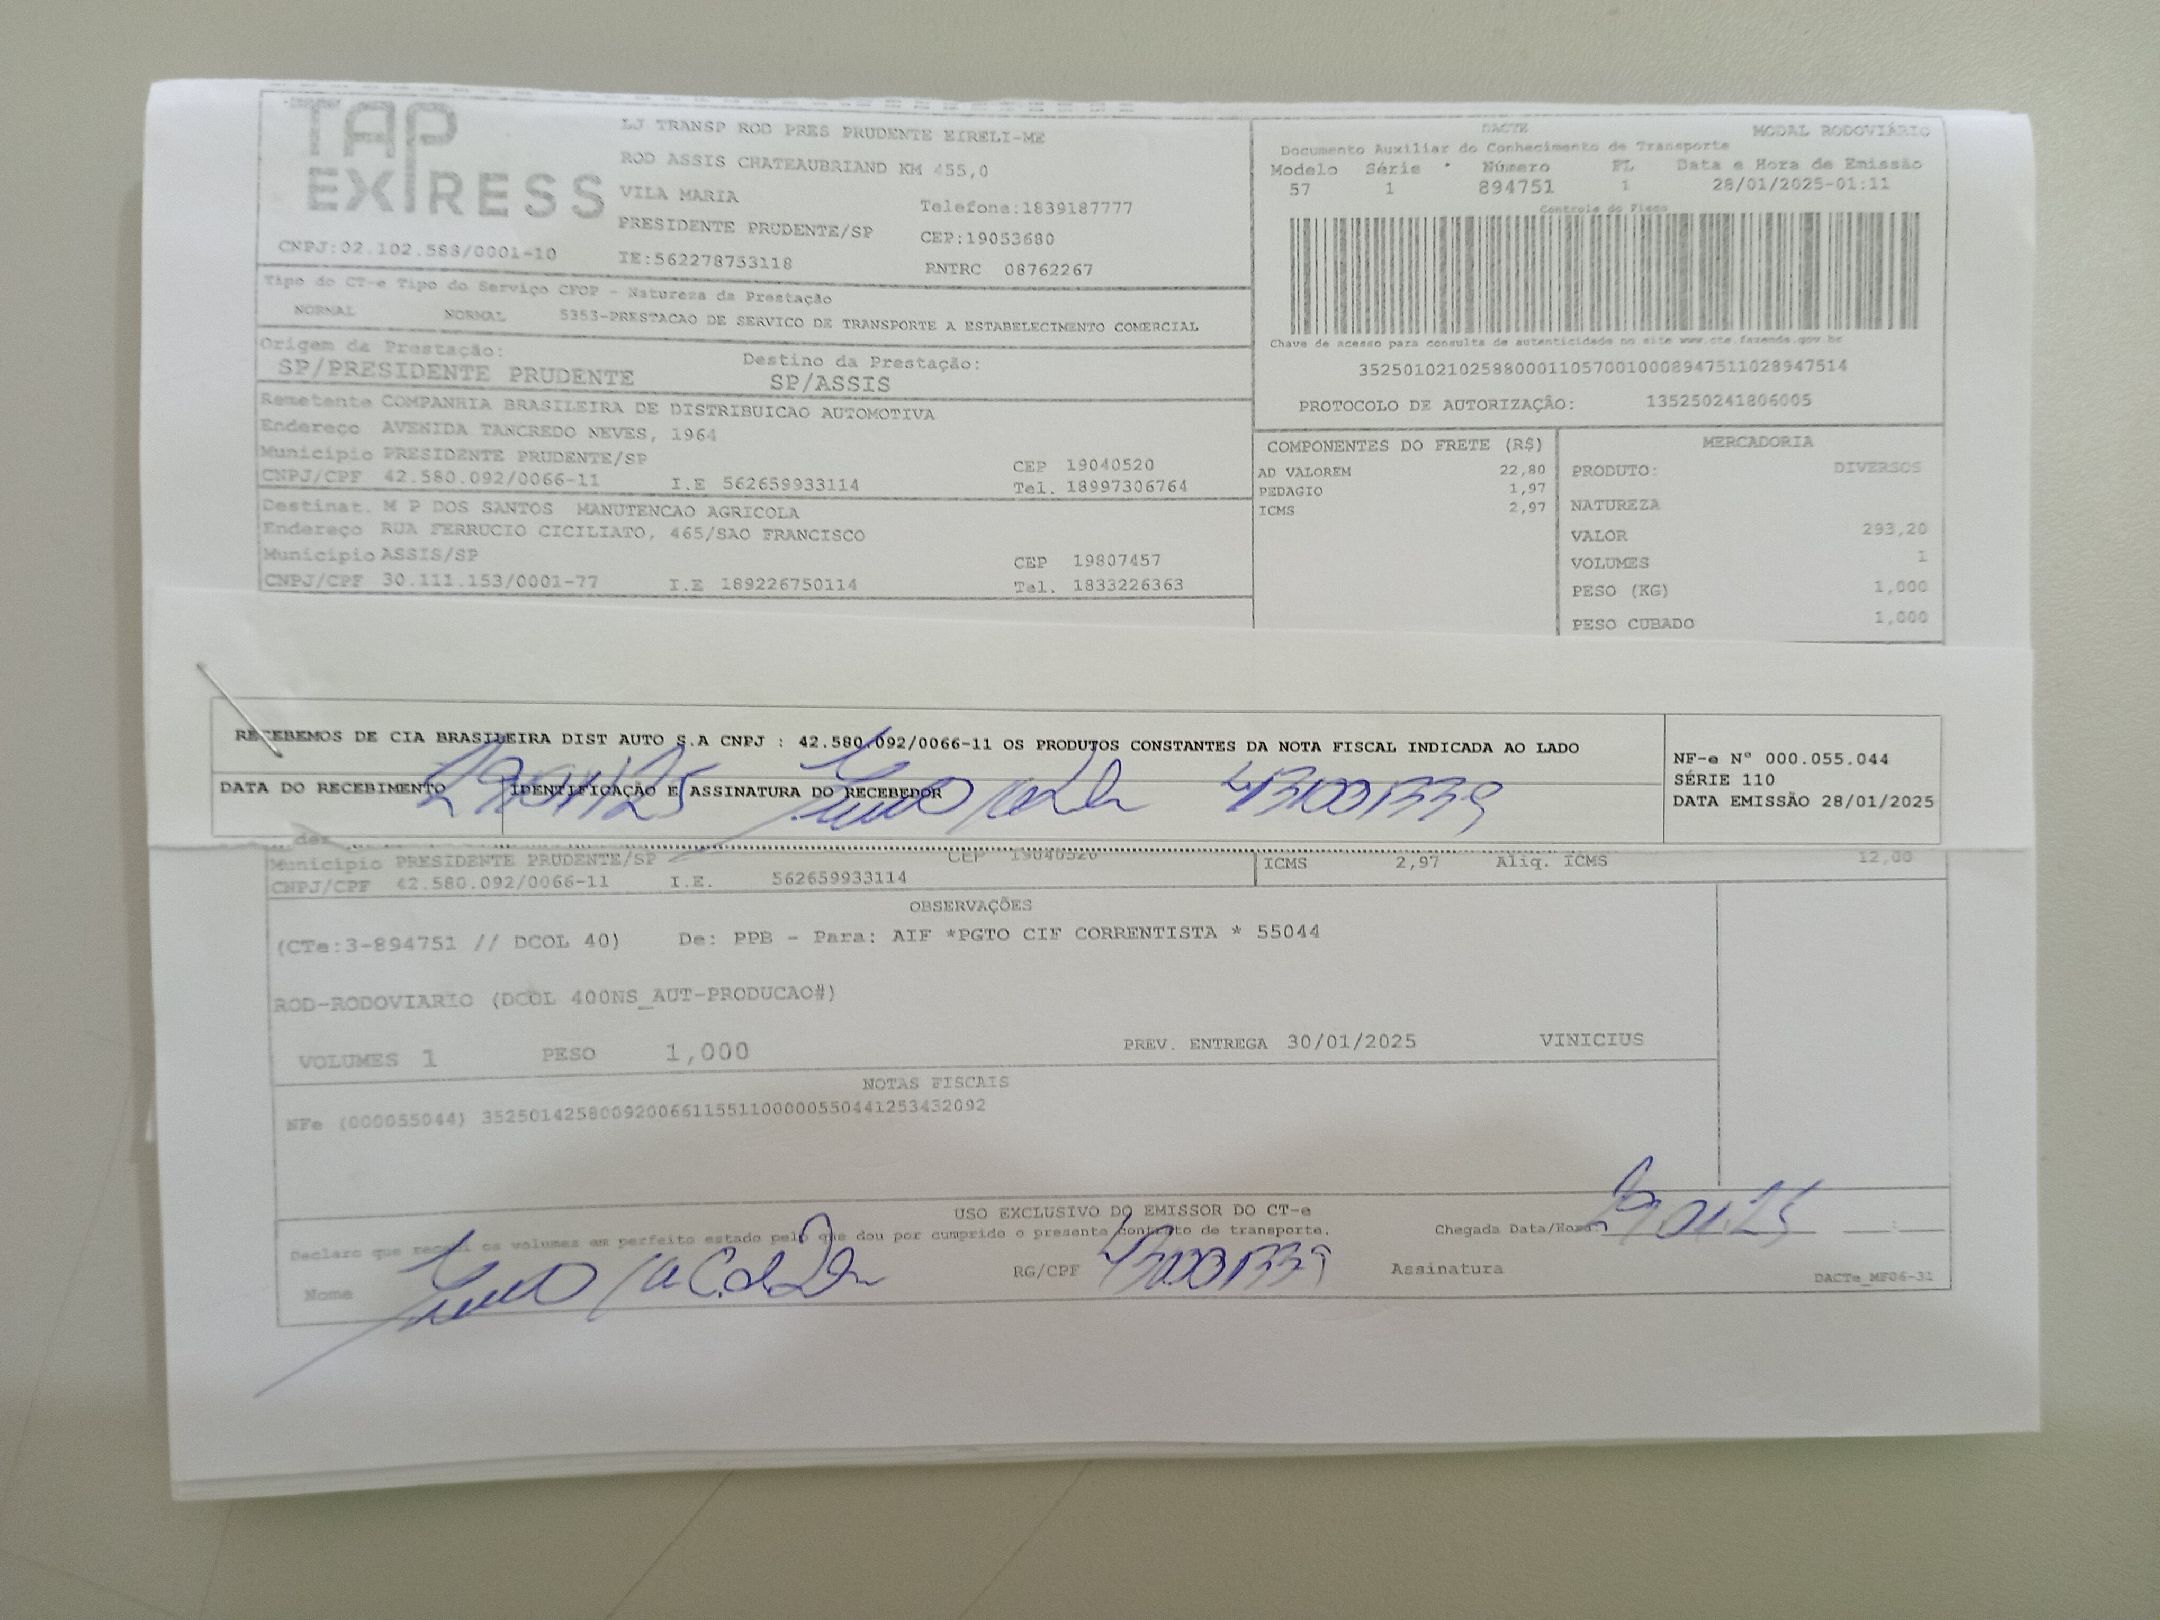 TAP
EXPRESS
CNPJ:02.102.588/0001-10
LJ TRANSP ROD PRES PRUDENTE EIRELI-ME
ROD ASSIS CHATEAUBRIAND KM 455,0
VILA MARIA
Telefone:1839187777
PRESIDENTE PRUDENTE/SP
CEP:19053680
IE:562278753118
RNTRC 08762267
DACTE MODAL RODOVIÁRIO
Documento Auxiliar do Conhecimento de Transporte
Modelo Série Número FL Data e Hora de Emissão
57 1 894751 1 28/01/2025-01:11
Controle do Fisco
Chave de acesso para consulta de autenticidade no site www.cte.fazenda.gov.br
35250102102588000110570010008947511028947514
PROTOCOLO DE AUTORIZAÇÃO: 135250241806005
Tipo do CT-e Tipo do Serviço CFOP - Natureza da Prestação
NORMAL NORMAL 5353-PRESTACAO DE SERVICO DE TRANSPORTE A ESTABELECIMENTO COMERCIAL
Origem da Prestação: Destino da Prestação:
SP/PRESIDENTE PRUDENTE SP/ASSIS
Remetente COMPANHIA BRASILEIRA DE DISTRIBUICAO AUTOMOTIVA
Endereço AVENIDA TANCREDO NEVES, 1964
Município PRESIDENTE PRUDENTE/SP CEP 19040520
CNPJ/CPF 42.580.092/0066-11 I.E 562659933114 Tel. 18997306764
Destinat. M P DOS SANTOS MANUTENCAO AGRICOLA
Endereço RUA FERRUCIO CICILIATO, 465/SAO FRANCISCO
Município ASSIS/SP CEP 19807457
CNPJ/CPF 30.111.153/0001-77 I.E 189226750114 Tel. 1833226363
COMPONENTES DO FRETE (R$)
AD VALOREM 22,80
PEDAGIO 1,97
ICMS 2,97
MERCADORIA
PRODUTO: DIVERSOS
NATUREZA
VALOR 293,20
VOLUMES 1
PESO (KG) 1,000
PESO CUBADO 1,000
RECEBEMOS DE CIA BRASILEIRA DIST AUTO S.A CNPJ : 42.580.092/0066-11 OS PRODUTOS CONSTANTES DA NOTA FISCAL INDICADA AO LADO
DATA DO RECEBIMENTO IDENTIFICAÇÃO E ASSINATURA DO RECEBEDOR
29/01/25
NF-e N° 000.055.044
SÉRIE 110
DATA EMISSÃO 28/01/2025
Município PRESIDENTE PRUDENTE/SP CEP 19040520
CNPJ/CPF 42.580.092/0066-11 I.E. 562659933114
ICMS 2,97 Aliq. ICMS 12,00
OBSERVAÇÕES
(CTe:3-894751 // DCOL 40) De: PPB - Para: AIF *PGTO CIF CORRENTISTA * 55044
ROD-RODOVIARIO (DCOL 400NS_AUT-PRODUCAO#)
VOLUMES 1 PESO 1,000 PREV. ENTREGA 30/01/2025 VINICIUS
NOTAS FISCAIS
NFe (000055044) 35250142580092006611551100000550441253432092
USO EXCLUSIVO DO EMISSOR DO CT-e
Declaro que recebi os volumes em perfeito estado pelo que dou por cumprido o presente contrato de transporte.
Chegada Data/Hora: 29.01.25 :
Nome RG/CPF Assinatura
DACTe_MF06-31